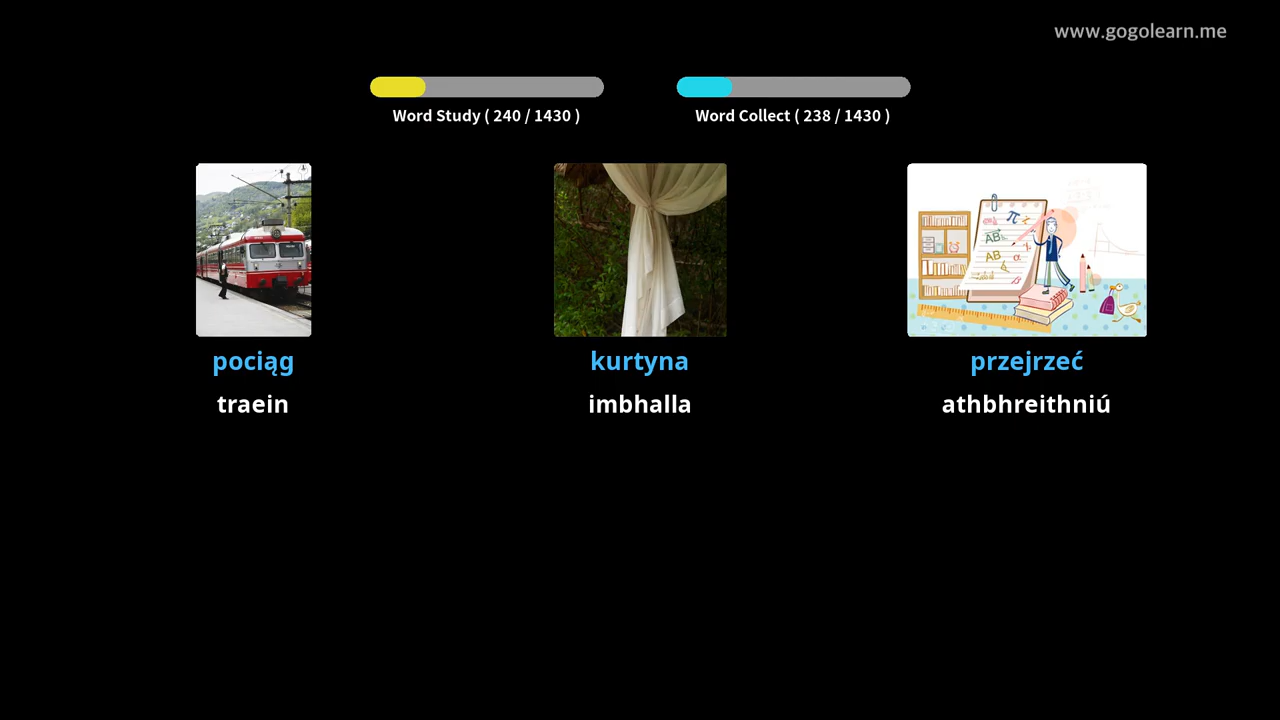 www.gogolearn.me
Word Study ( 240 / 1430 )
Word Collect ( 238 / 1430 )
pociąg
kurtyna
przejrzeć
traein
imbhalla
athbhreithniú